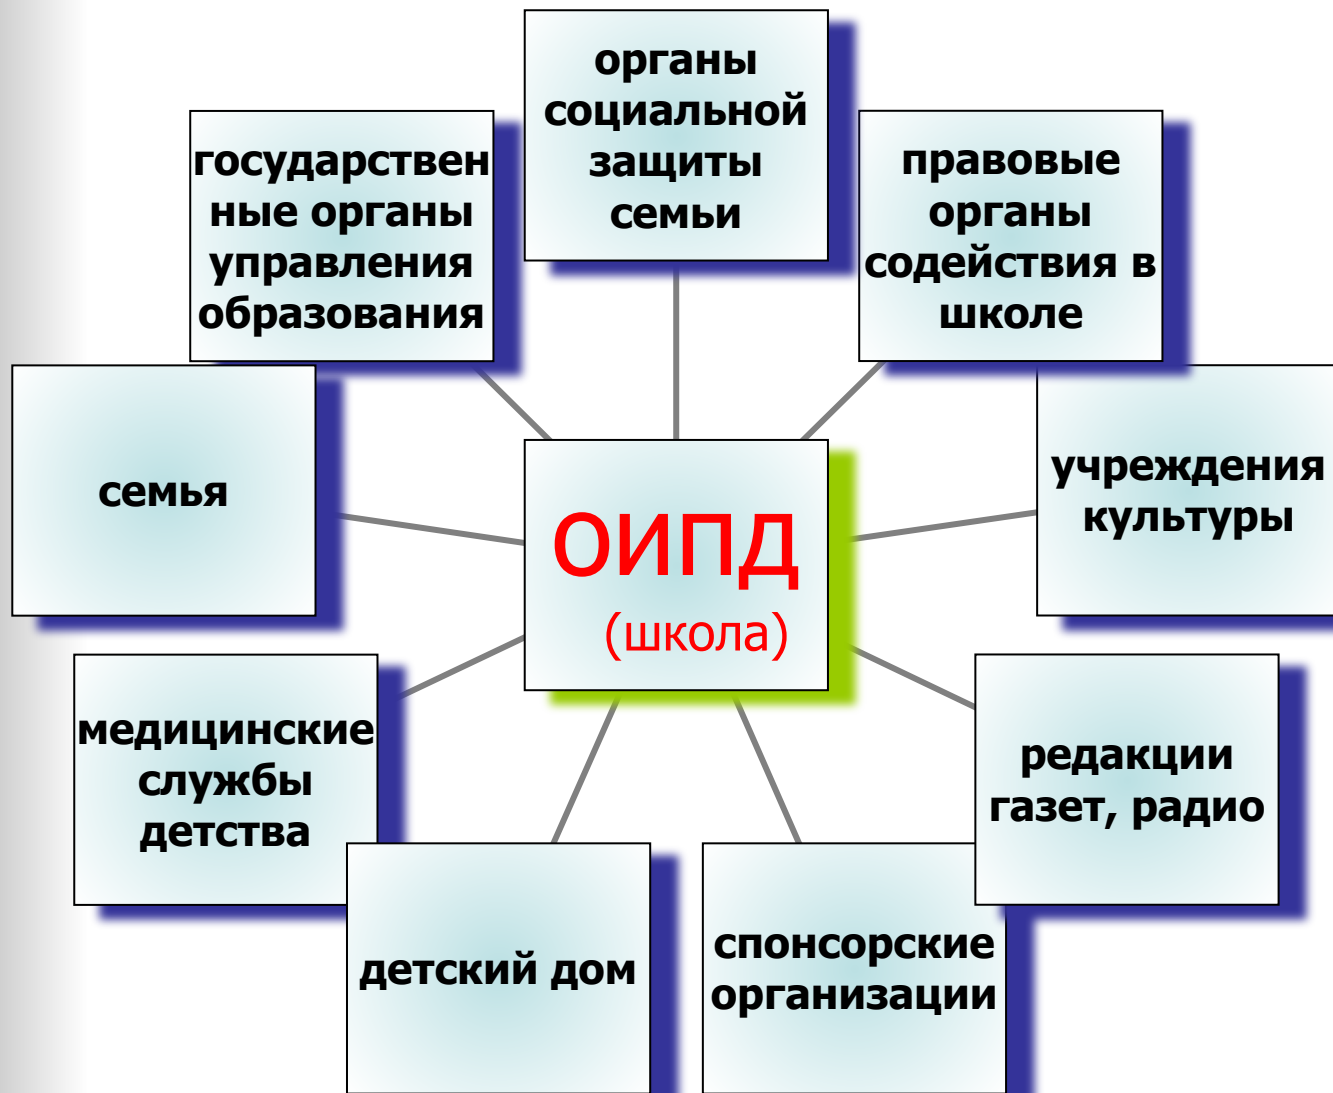 органы
социальной
защиты
семьи
государствен
ные органы
управления
образования
правовые
органы
содействия в
школе
семья
учреждения
культуры
ОИПД
(школа)
медицинские
службы
детства
редакции
газет, радио
детский дом
спонсорские
организации